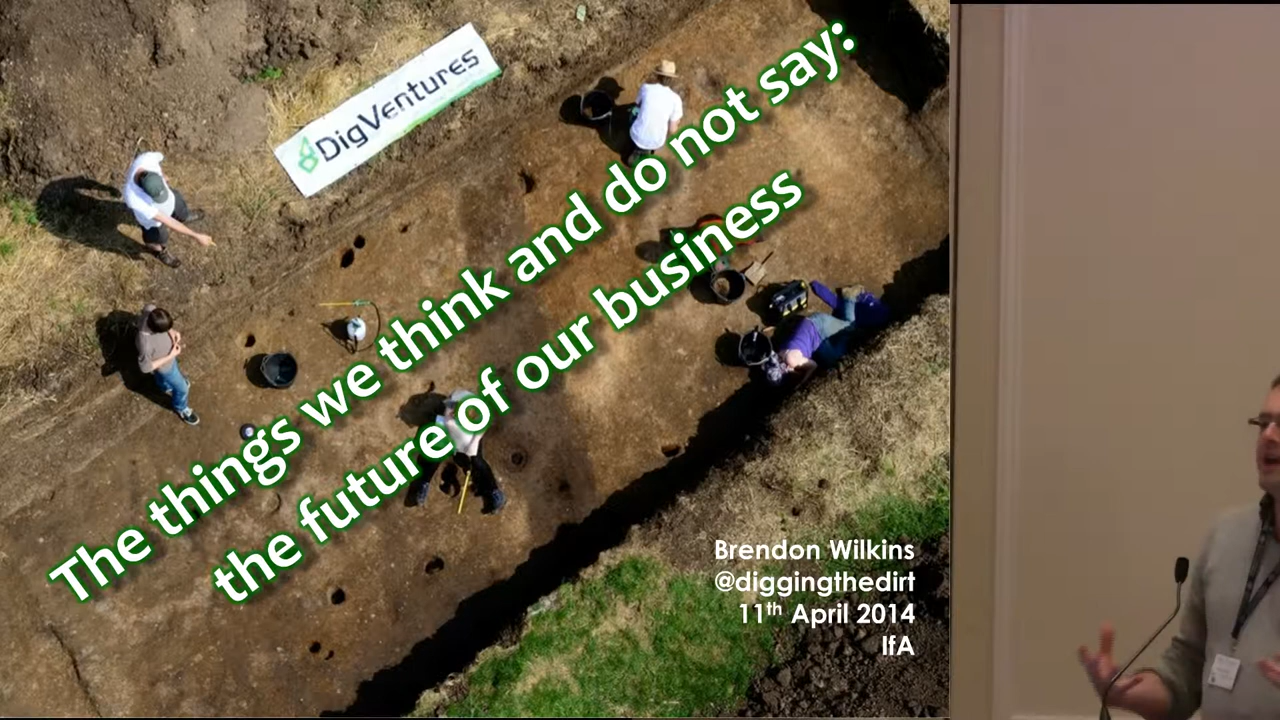 DigVentures
The things we think and do not say:
the future of our business
Brendon Wilkins
@diggingthedirt
11th April 2014
IfA